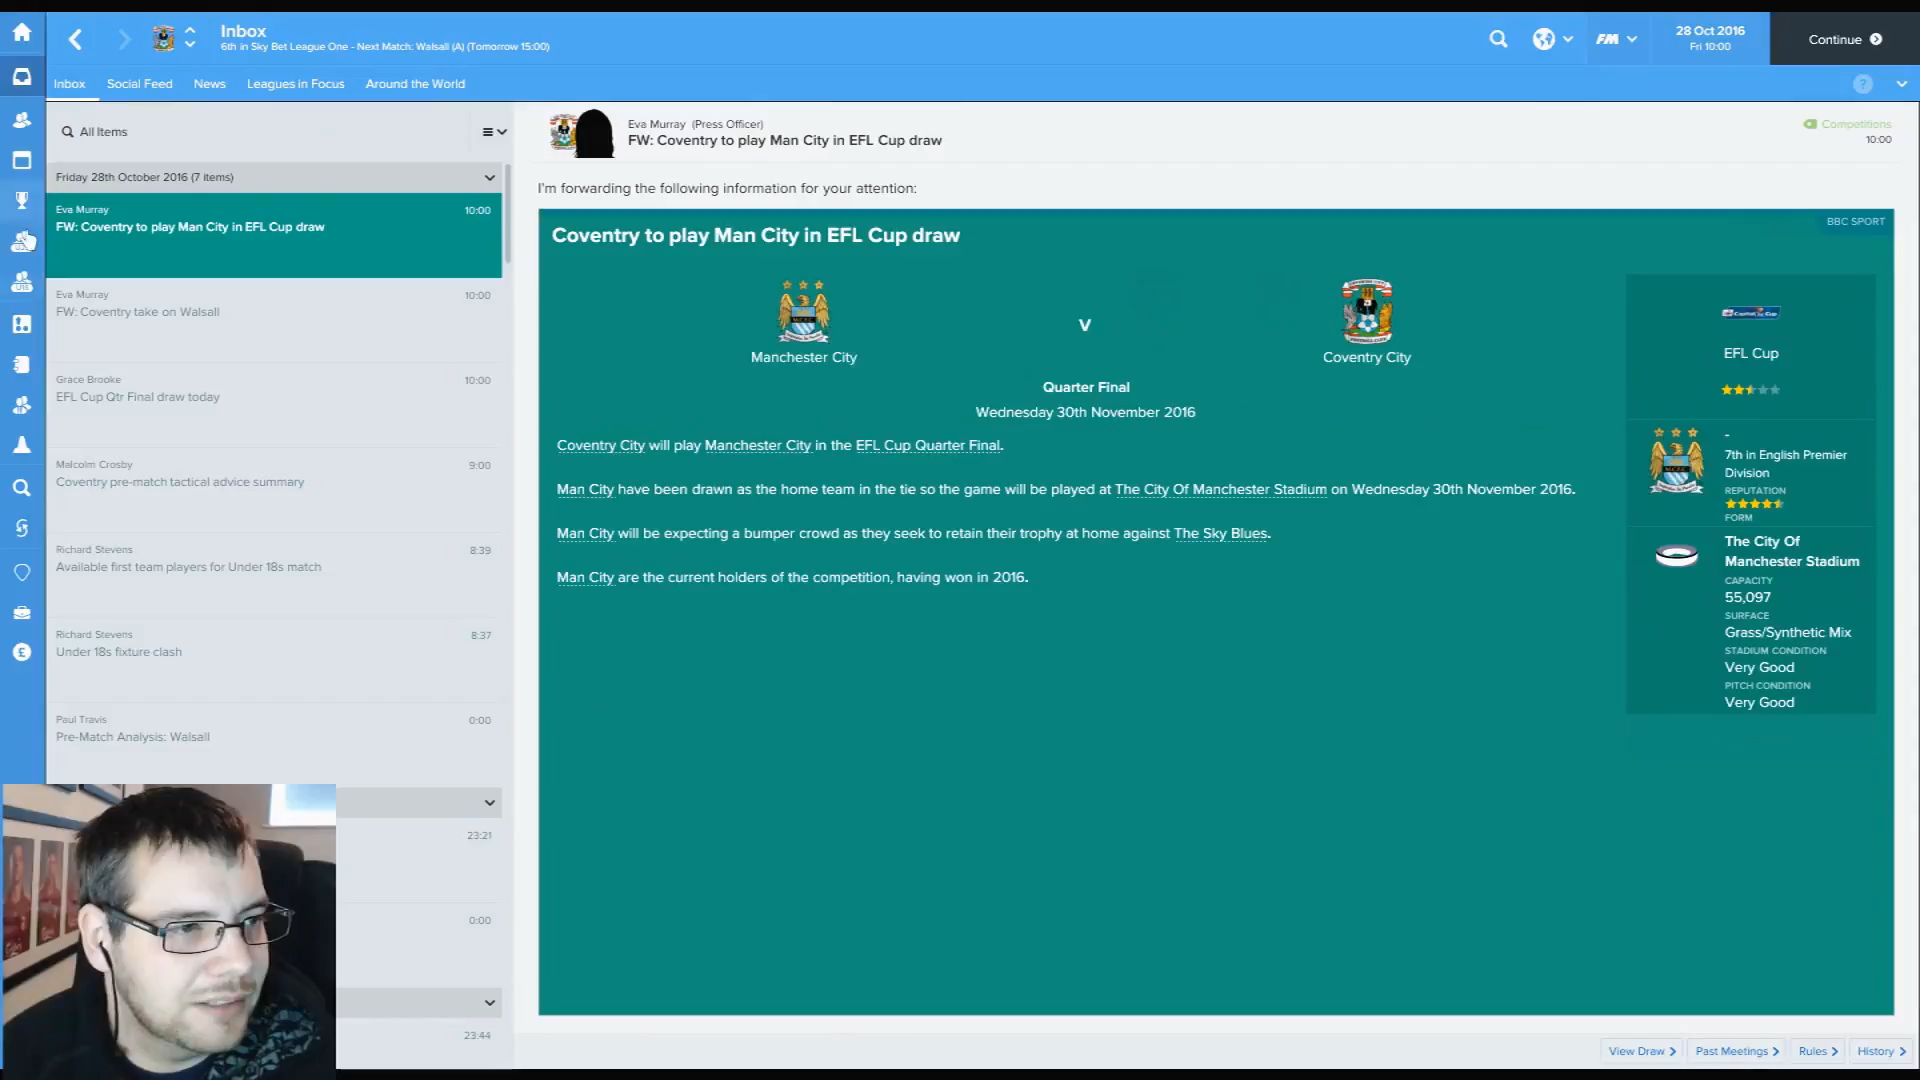 Inbox
6th in Sky Bet League One - Next Match: Walsall (A) (Tomorrow 15:00)
FM
28 Oct 2016
Fri 10:00
Continue
Inbox
Social Feed
News
Leagues in Focus
Around the World
?
All Items
Friday 28th October 2016 (7 items)
Eva Murray
10:00
FW: Coventry to play Man City in EFL Cup draw
Eva Murray
10:00
FW: Coventry take on Walsall
Grace Brooke
10:00
EFL Cup Qtr Final draw today
Malcolm Crosby
9:00
Coventry pre-match tactical advice summary
Richard Stevens
8:39
Available first team players for Under 18s match
Richard Stevens
8:37
Under 18s fixture clash
Paul Travis
0:00
Pre-Match Analysis: Walsall
23:21
0:00
23:44
Eva Murray (Press Officer)
FW: Coventry to play Man City in EFL Cup draw
Competitions
10:00
I'm forwarding the following information for your attention:
BBC SPORT
Coventry to play Man City in EFL Cup draw
Manchester City
V
Coventry City
Quarter Final
Wednesday 30th November 2016
Coventry City will play Manchester City in the EFL Cup Quarter Final.
Man City have been drawn as the home team in the tie so the game will be played at The City Of Manchester Stadium on Wednesday 30th November 2016.
Man City will be expecting a bumper crowd as they seek to retain their trophy at home against The Sky Blues.
Man City are the current holders of the competition, having won in 2016.
EFL Cup
-
7th in English Premier
Division
REPUTATION
FORM
The City Of
Manchester Stadium
CAPACITY
55,097
SURFACE
Grass/Synthetic Mix
STADIUM CONDITION
Very Good
PITCH CONDITION
Very Good
View Draw
Past Meetings
Rules
History